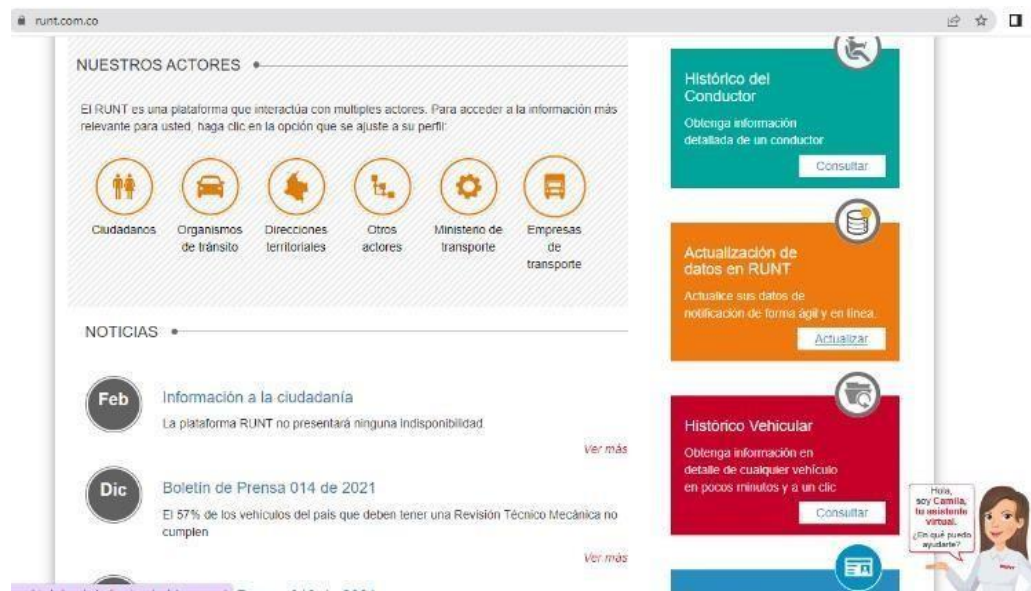 runt.com.co
NUESTROS ACTORES
El RUNT es una plataforma que interactúa con multiples actores. Para acceder a la información más
relevante para usted, haga clic en la opción que se ajuste a su perfil:
Ciudadanos
Organismos
de tránsito
Direcciones
territoriales
Otros
actores
Ministerio de
transporte
Empresas
de
transporte
NOTICIAS
Feb
Información a la ciudadanía
La plataforma RUNT no presentará ninguna indisponibilidad
Ver más
Dic
Boletín de Prensa 014 de 2021
El 57% de los vehículos del país que deben tener una Revisión Técnico Mecánica no
cumplen
Ver más
Histórico del
Conductor
Obtenga información
detallada de un conductor
Consultar
Actualización de
datos en RUNT
Actualice sus datos de
notificación de forma ágil y en línea.
Actualizar
Histórico Vehicular
Obtenga información en
detalle de cualquier vehículo
en pocos minutos y a un clic
Consultar
Hola,
soy Camila,
tu asistente
virtual.
¿En qué puedo
ayudarte?